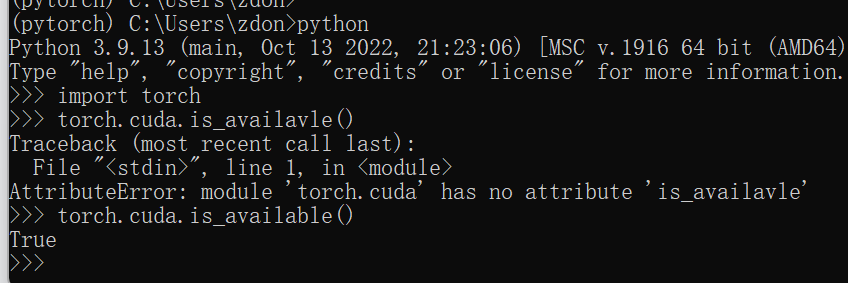 (pytorch) C:\Users\zdon>
(pytorch) C:\Users\zdon>python
Python 3.9.13 (main, Oct 13 2022, 21:23:06) [MSC v.1916 64 bit (AMD64)
Type "help", "copyright", "credits" or "license" for more information.
>>> import torch
>>> torch.cuda.is_availavle()
Traceback (most recent call last):
  File "<stdin>", line 1, in <module>
AttributeError: module 'torch.cuda' has no attribute 'is_availavle'
>>> torch.cuda.is_available()
True
>>>